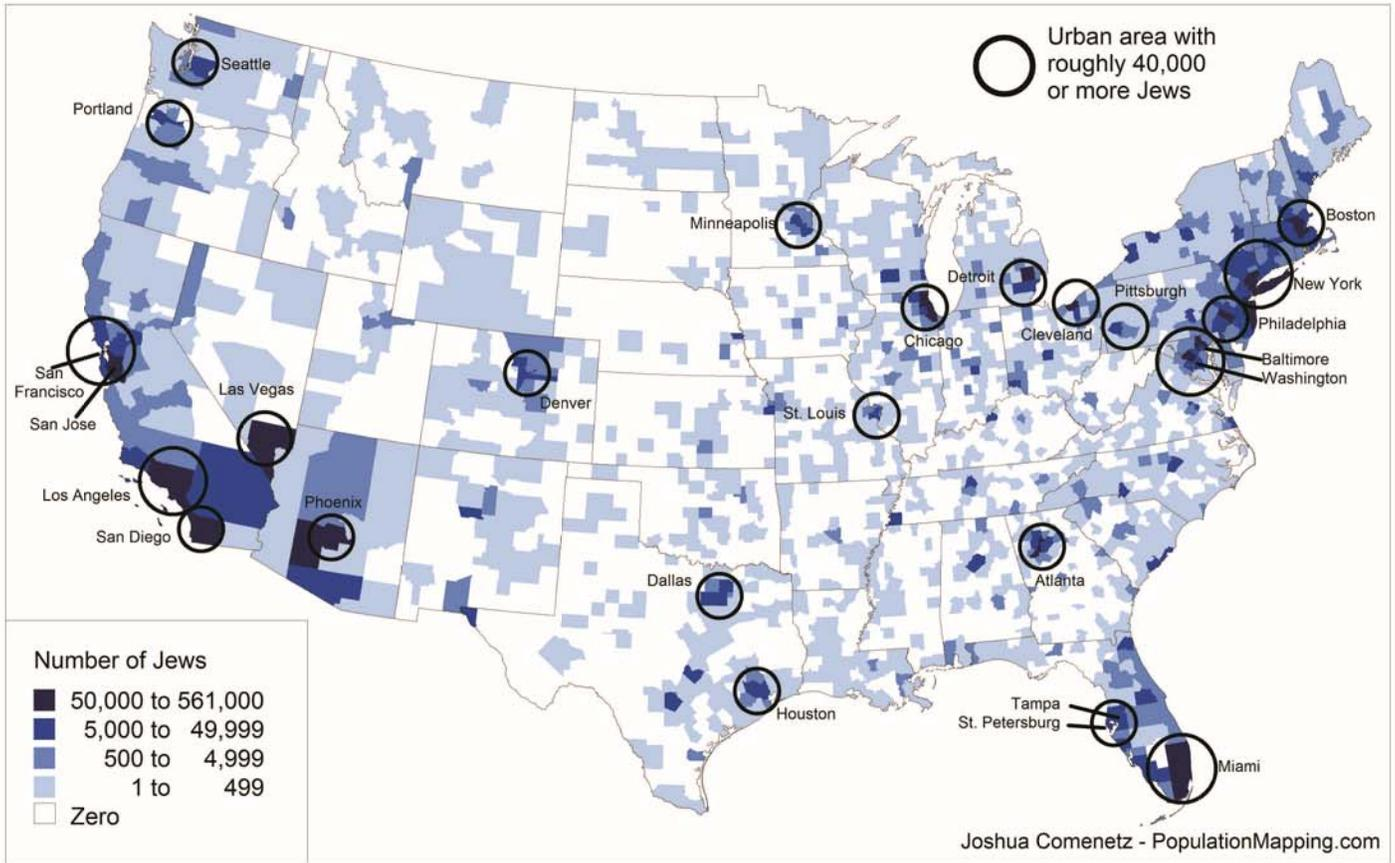 Urban area with
roughly 40,000
or more Jews
Seattle
Portland
Minneapolis
Boston
Detroit
Pittsburgh
New York
Cleveland
Philadelphia
Chicago
Baltimore
Washington
San
Francisco
San Jose
Las Vegas
Denver
St. Louis
Los Angeles
Phoenix
San Diego
Dallas
Atlanta
Houston
Tampa
St. Petersburg
Miami
Number of Jews
50,000 to 561,000
5,000 to 49,999
500 to 4,999
1 to 499
Zero
Joshua Comenetz - PopulationMapping.com